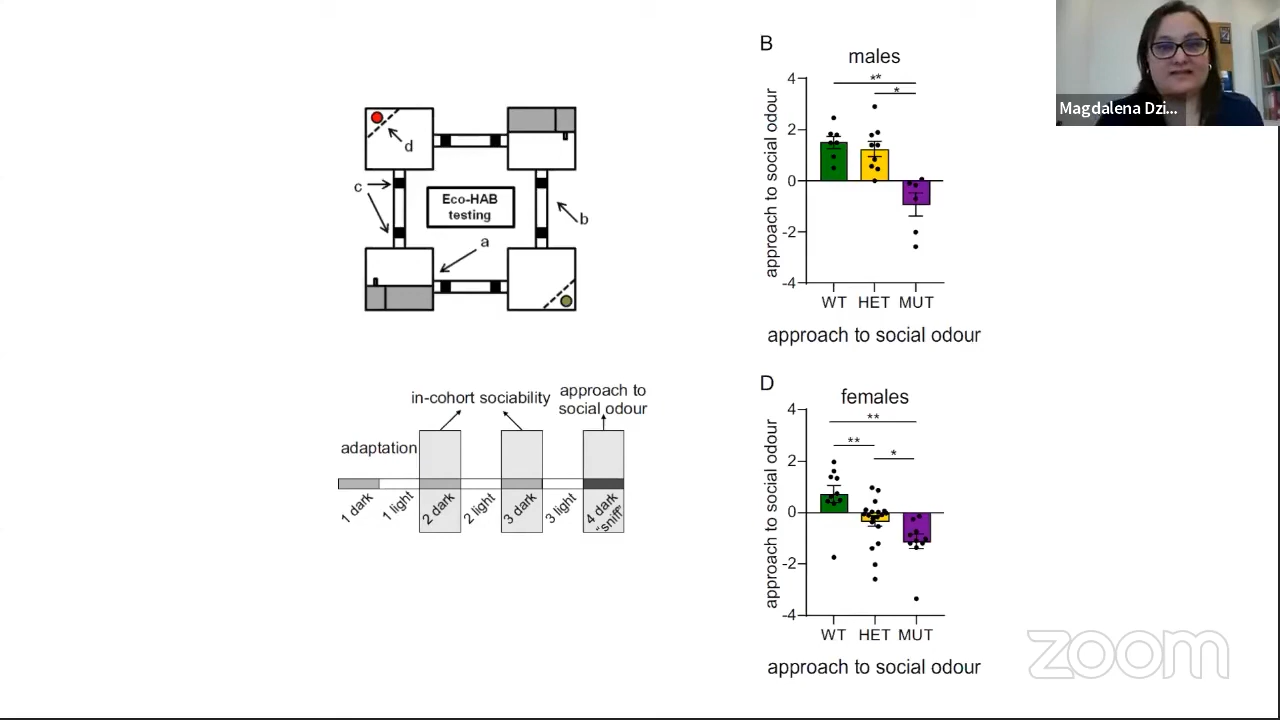 B
males
4
2
0
-2
-4
approach to social odour
**
*
WT HET MUT
approach to social odour
Magdalena Dzi...
d
c
Eco-HAB
testing
b
a
in-cohort sociability
approach to
social odour
adaptation
1 dark
1 light
2 dark
2 light
3 dark
3 light
4 dark
"sniff"
D
females
4
2
0
-2
-4
approach to social odour
**
**
*
WT HET MUT
approach to social odour
zoom